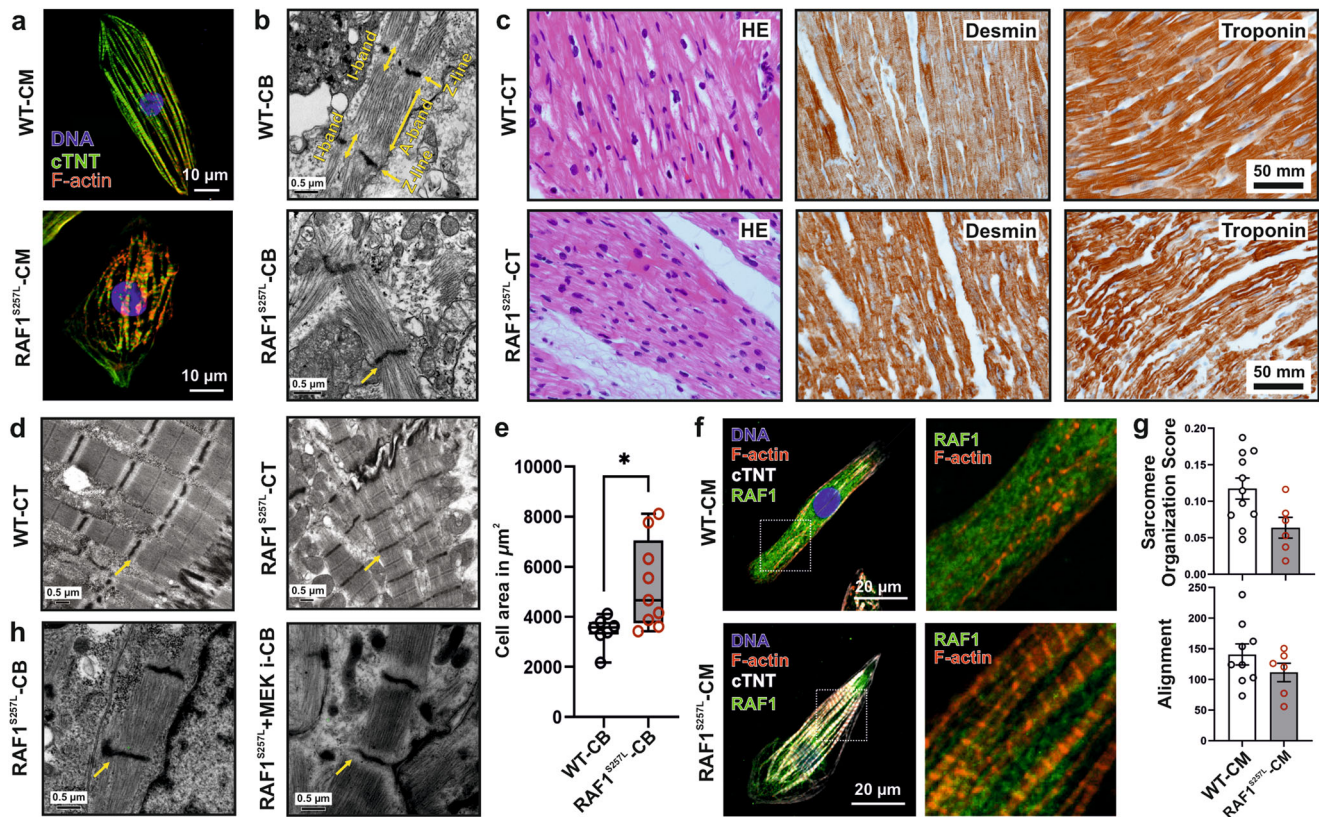 a
WT-CM
DNA
cTNT
F-actin
10 µm
RAF1S257L-CM
10 µm
b
WT-CB
I-band
Z-line
A-band
I-band
Z-line
0.5 µm
RAF1S257L-CB
0.5 µm
c
WT-CT
HE
Desmin
Troponin
50 mm
RAF1S257L-CT
HE
Desmin
Troponin
50 mm
d
WT-CT
0.5 µm
RAF1S257L-CT
0.5 µm
e
Cell area in µm2
10000
8000
6000
4000
2000
0
*
WT-CB
RAF1S257L-CB
f
WT-CM
DNA
F-actin
cTNT
RAF1
20 µm
RAF1
F-actin
RAF1S257L-CM
DNA
F-actin
cTNT
RAF1
20 µm
RAF1
F-actin
g
Sarcomere
Organization Score
0.20
0.15
0.10
0.05
0.00
Alignment
250
200
150
100
50
0
WT-CM
RAF1S257L-CM
h
RAF1S257L-CB
0.5 µm
RAF1S257L+MEK i-CB
0.5 µm